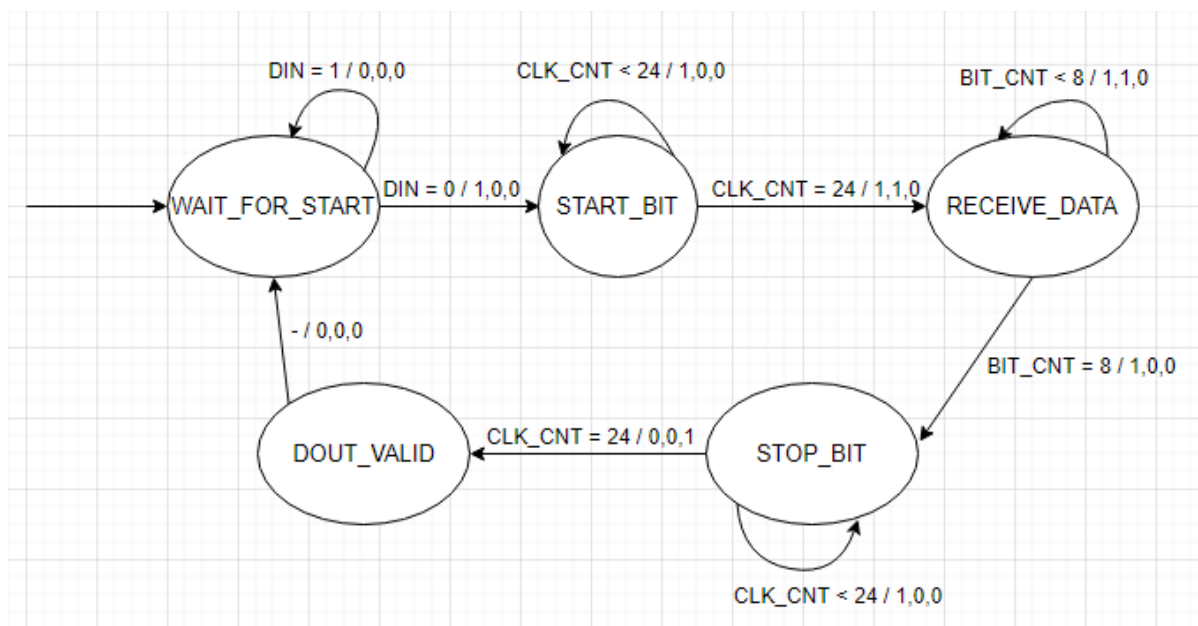 DIN = 1 / 0,0,0
CLK_CNT < 24 / 1,0,0
BIT_CNT < 8 / 1,1,0
WAIT_FOR_START
DIN = 0 / 1,0,0
START_BIT
CLK_CNT = 24 / 1,1,0
RECEIVE_DATA
- / 0,0,0
BIT_CNT = 8 / 1,0,0
DOUT_VALID
CLK_CNT = 24 / 0,0,1
STOP_BIT
CLK_CNT < 24 / 1,0,0